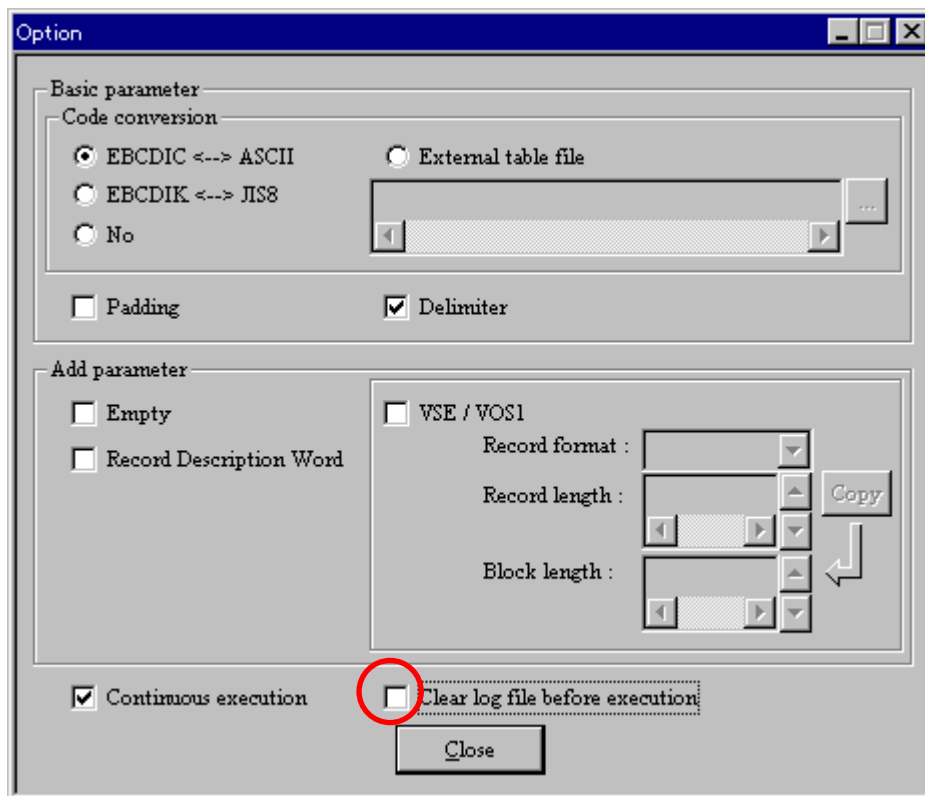 Option
Basic parameter
Code conversion
EBCDIC <--> ASCII
External table file
EBCDIK <--> JIS8
...
No
Padding
Delimiter
Add parameter
Empty
VSE / VOS1
Record Description Word
Record format :
Record length :
Copy
Block length :
Continuous execution
Clear log file before execution
Close